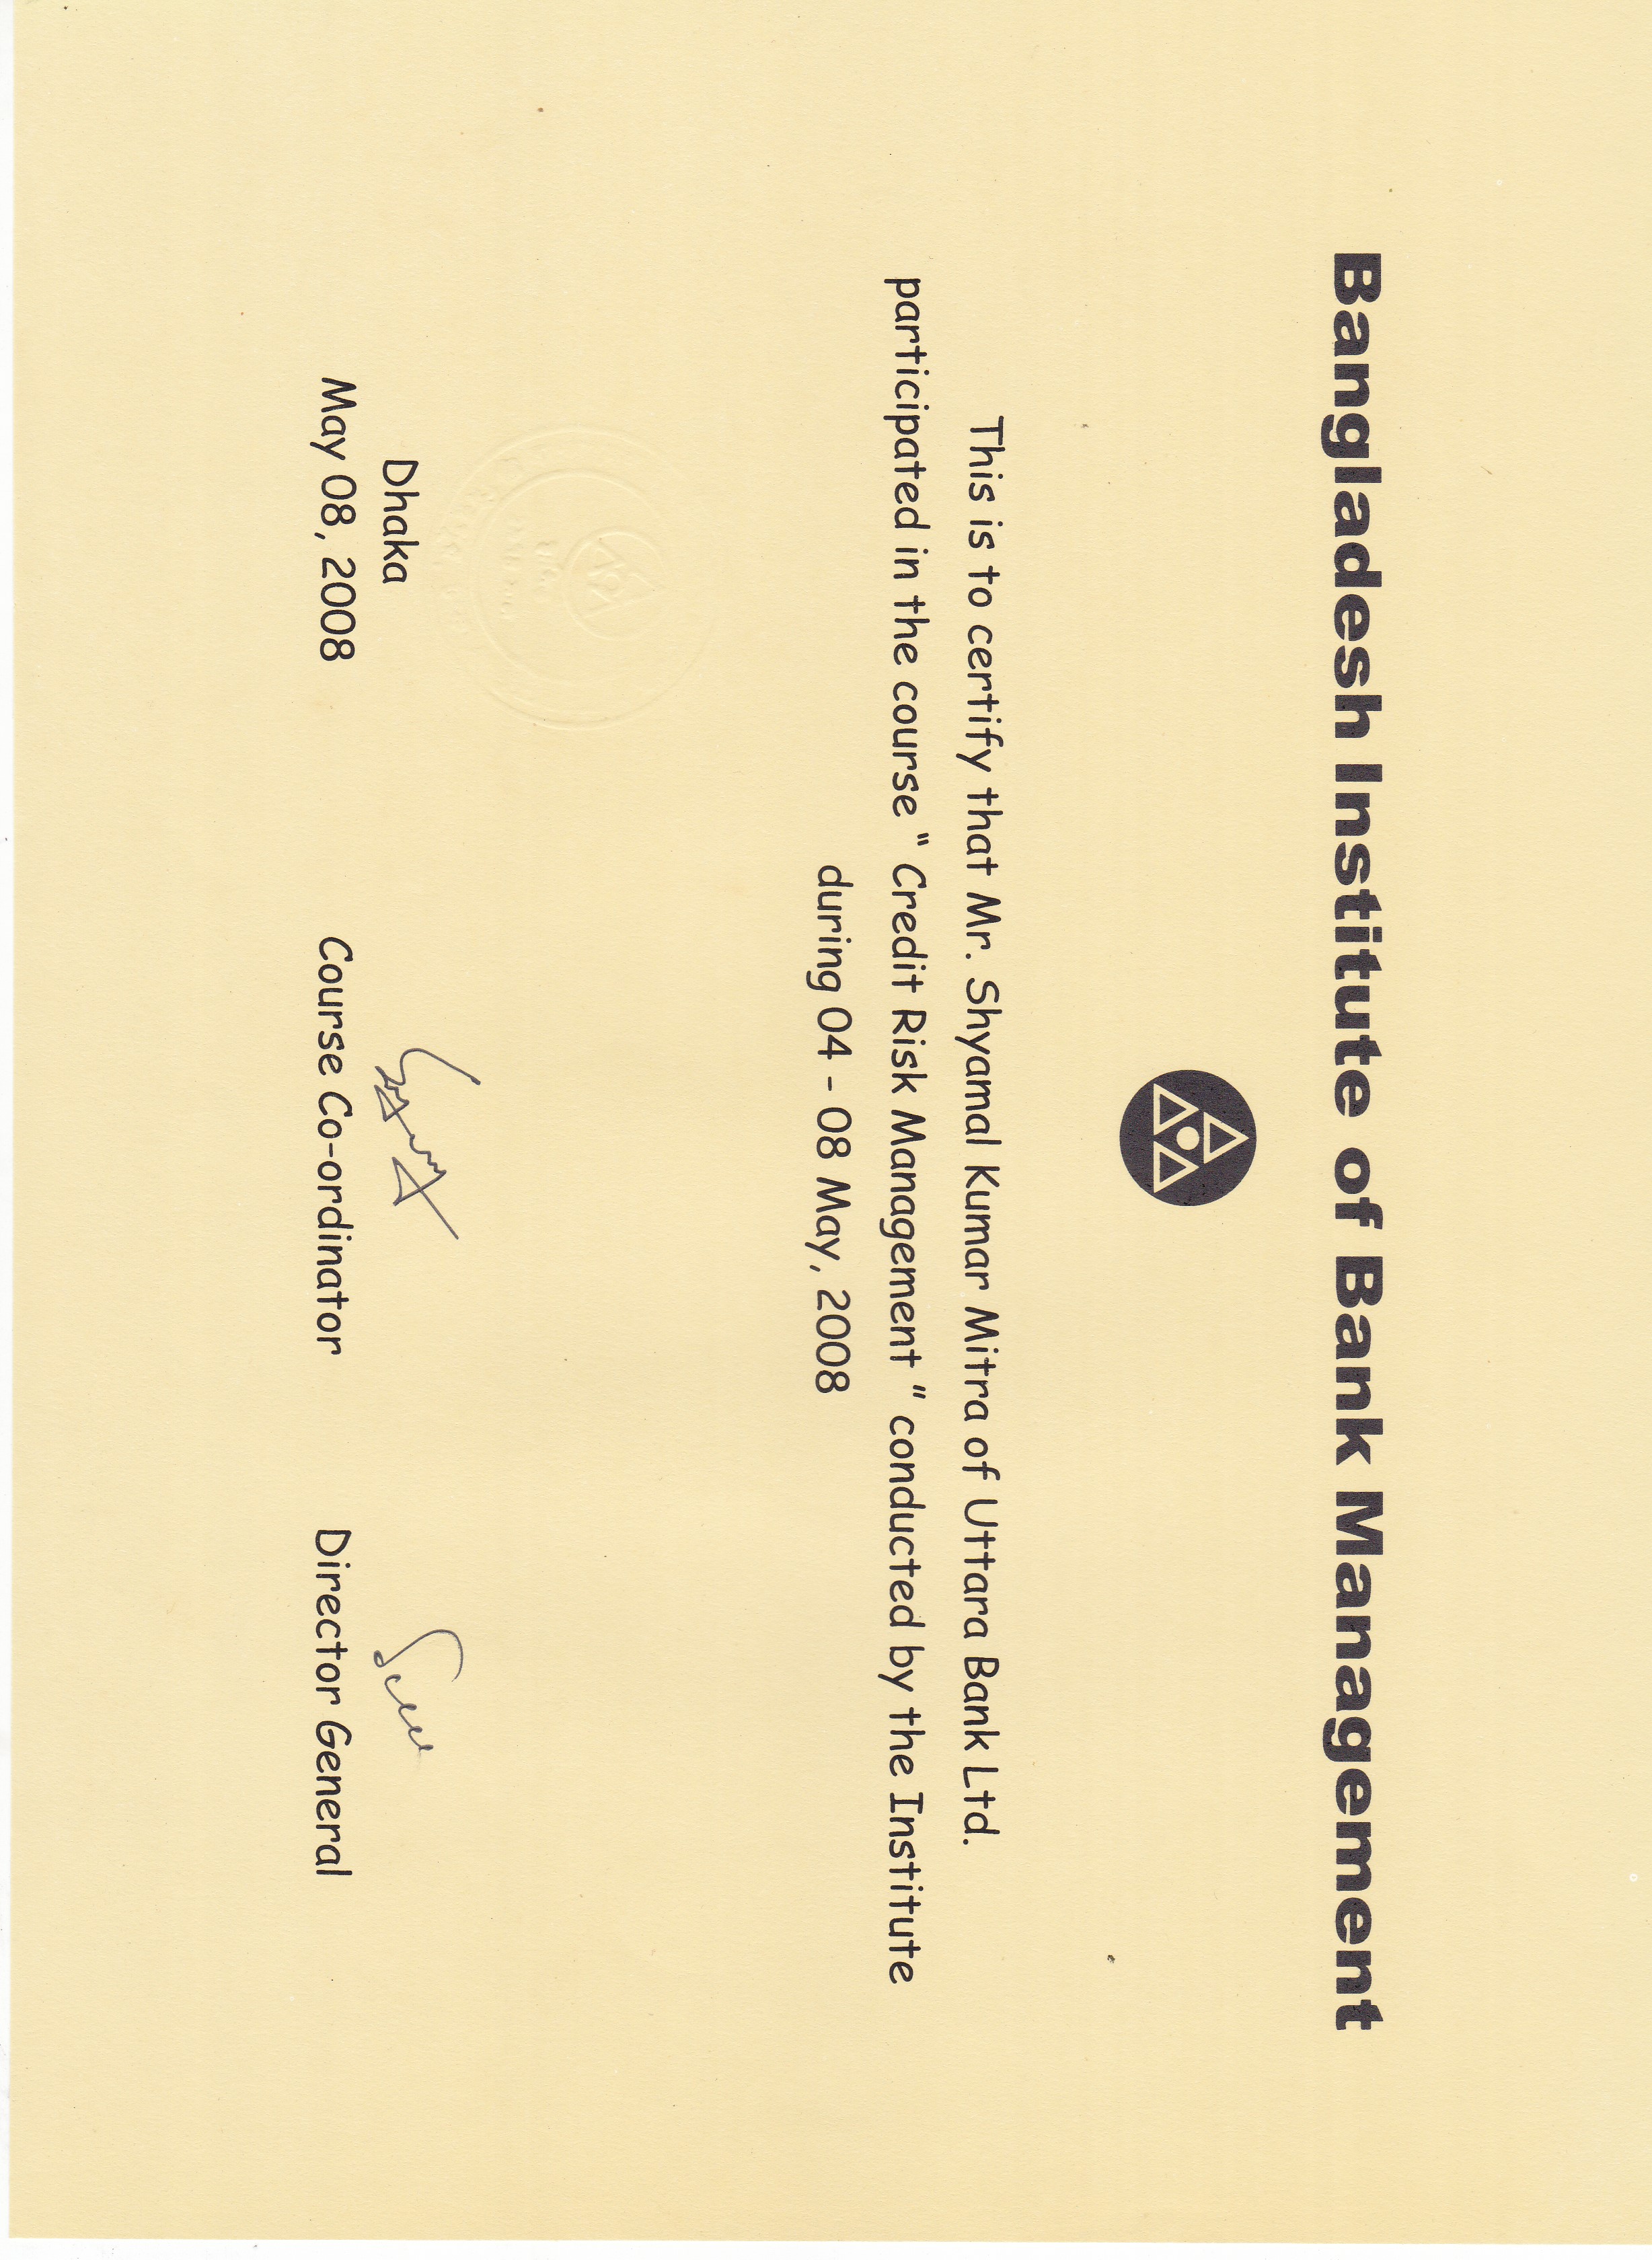 Bangladesh Institute of Bank Management
This is to certify that Mr. Shyamal Kumar Mitra of Uttara Bank Ltd.
participated in the course " Credit Risk Management " conducted by the Institute
during 04 - 08 May, 2008
Dhaka
May 08, 2008
Course Co-ordinator
Director General